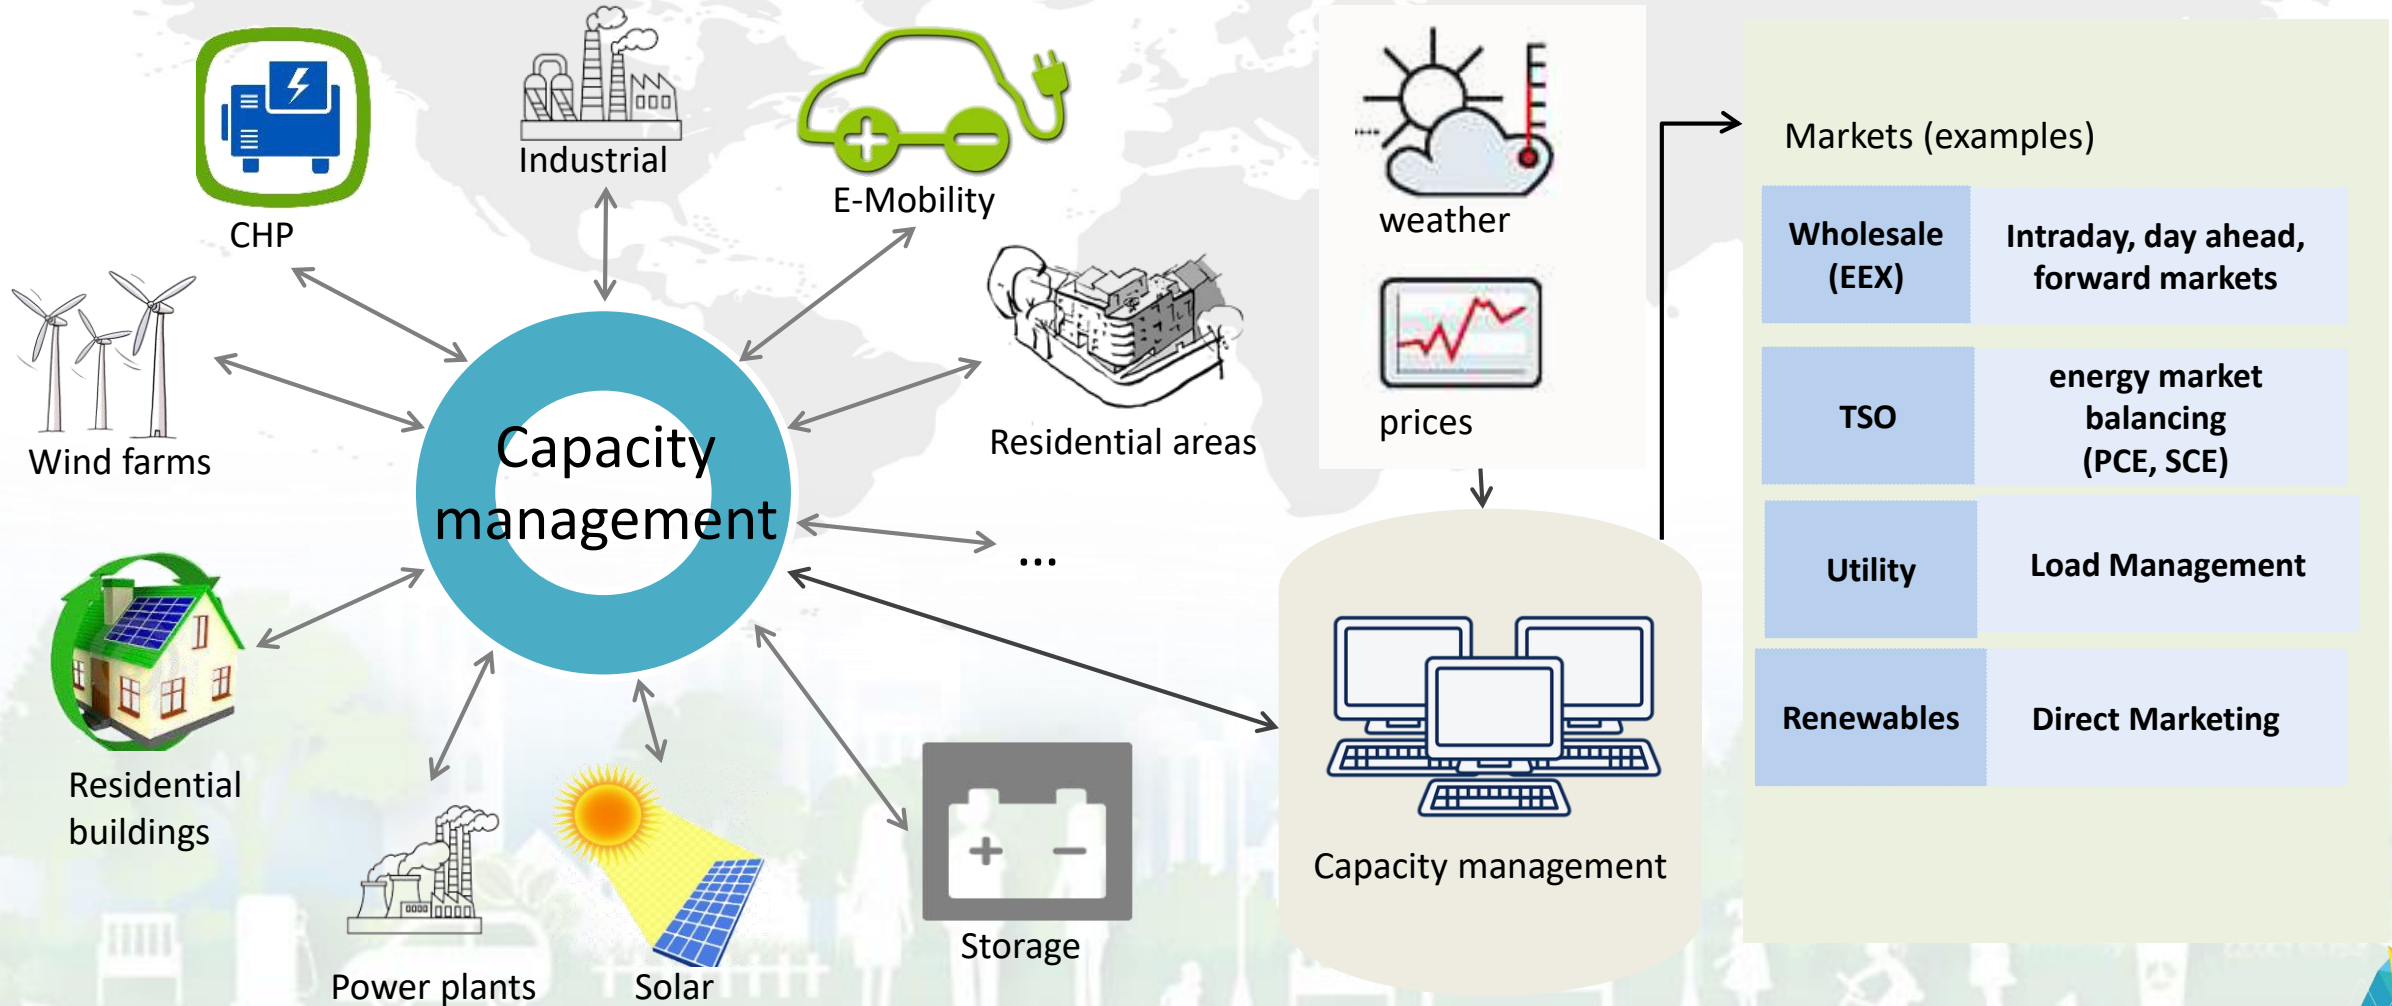 CHP
Industrial
E-Mobility
Wind farms
Residential areas
Capacity
management
...
Residential
buildings
Power plants
Solar
Storage
weather
prices
Capacity management
Markets (examples)
Wholesale
(EEX)
Intraday, day ahead,
forward markets
TSO
energy market
balancing
(PCE, SCE)
Utility
Load Management
Renewables
Direct Marketing